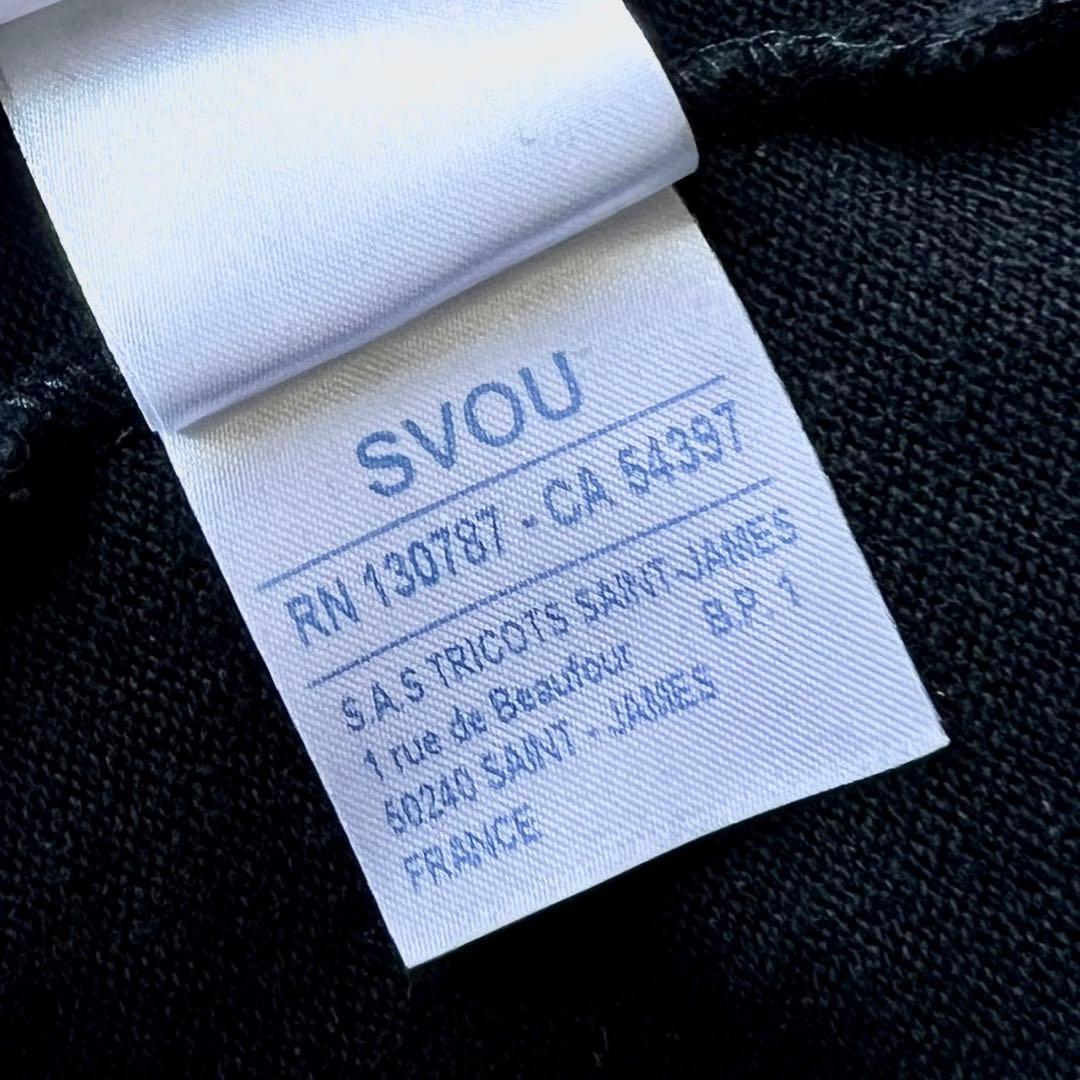 SVOU
RN 130787 - CA 54397
S.A.S TRICOTS SAINT-JAMES
1 rue de Beaufour B.P. 1
50240 SAINT - JAMES
FRANCE